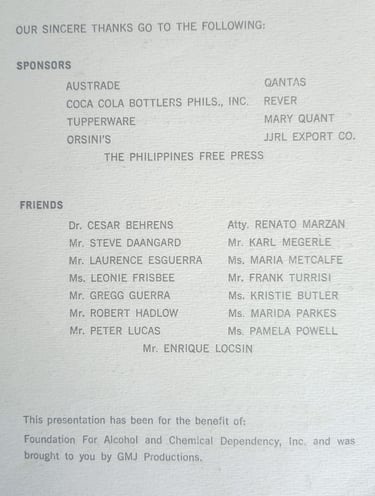 OUR SINCERE THANKS GO TO THE FOLLOWING:
SPONSORS
AUSTRADE QANTAS
COCA COLA BOTTLERS PHILS., INC. REVER
TUPPERWARE MARY QUANT
ORSINI'S JJRL EXPORT CO.
THE PHILIPPINES FREE PRESS
FRIENDS
Dr. CESAR BEHRENS Atty. RENATO MARZAN
Mr. STEVE DAANGARD Mr. KARL MEGERLE
Mr. LAURENCE ESGUERRA Ms. MARIA METCALFE
Ms. LEONIE FRISBEE Mr. FRANK TURRISI
Mr. GREGG GUERRA Ms. KRISTIE BUTLER
Mr. ROBERT HADLOW Ms. MARIDA PARKES
Mr. PETER LUCAS Ms. PAMELA POWELL
Mr. ENRIQUE LOCSIN
This presentation has been for the benefit of:
Foundation For Alcohol and Chemical Dependency, Inc. and was
brought to you by GMJ Productions.